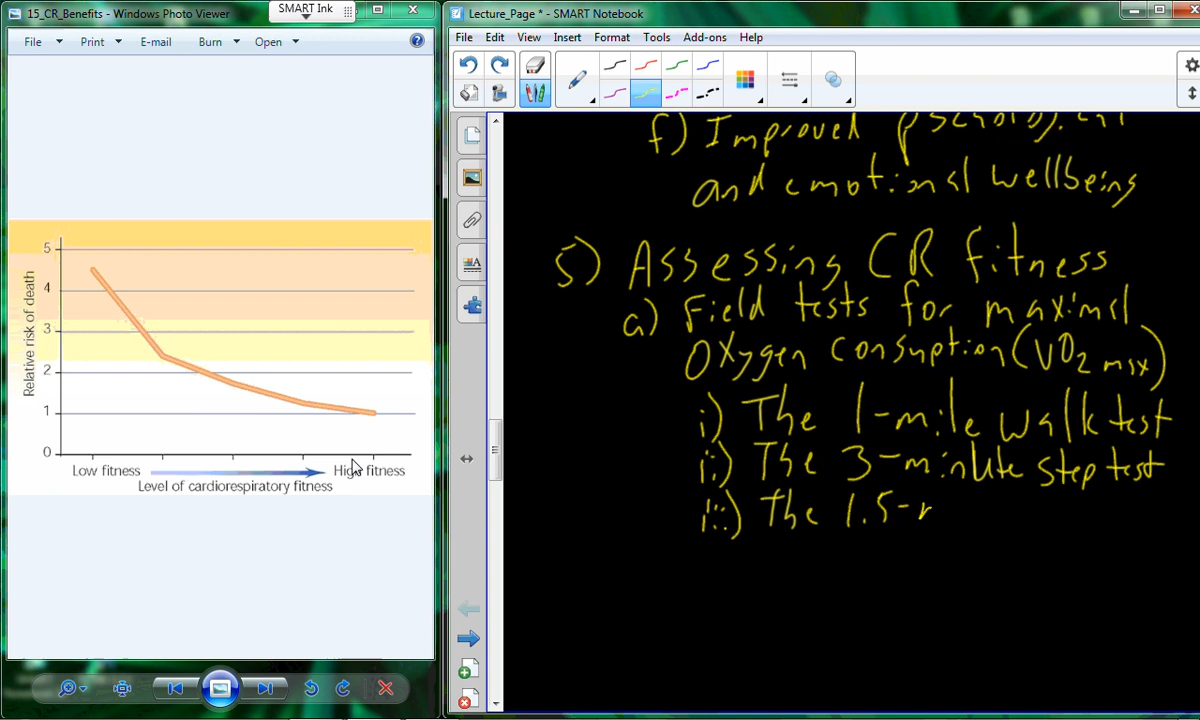 15_CR_Benefits - Windows Photo Viewer
SMART Ink
File Print E-mail Burn Open
Relative risk of death
5
4
3
2
1
0
Low fitness High fitness
Level of cardiorespiratory fitness
Lecture_Page * - SMART Notebook
File Edit View Insert Format Tools Add-ons Help
f) Improved
and emotional wellbeing
5) Assessing CR fitness
a) Field tests for maximal
Oxygen Consuption (VO2 max)
i) The 1-mile walk test
ii) The 3-minute step test
iii) The 1.5-